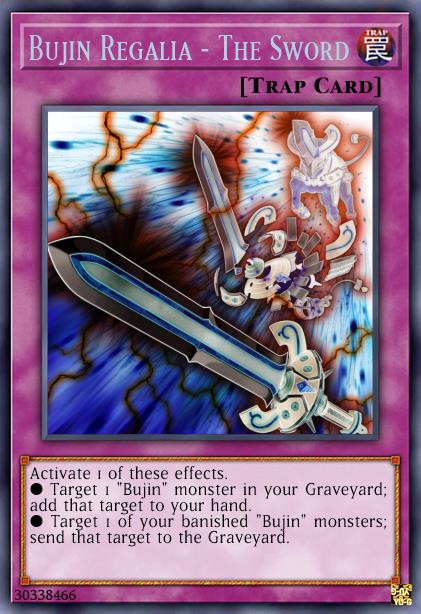 Bujin Regalia - The Sword
TRAP
罠
[Trap Card]
Activate 1 of these effects.
● Target 1 "Bujin" monster in your Graveyard;
add that target to your hand.
● Target 1 of your banished "Bujin" monsters;
send that target to the Graveyard.
30338466